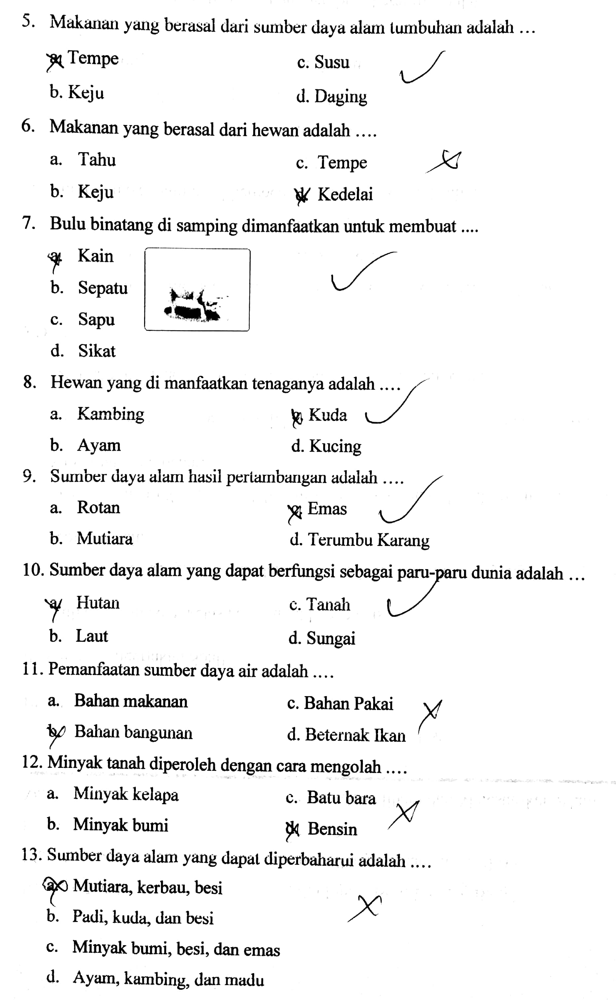 5. Makanan yang berasal dari sumber daya alam tumbuhan adalah ...
a. Tempe c. Susu
b. Keju d. Daging
6. Makanan yang berasal dari hewan adalah ....
a. Tahu c. Tempe
b. Keju d. Kedelai
7. Bulu binatang di samping dimanfaatkan untuk membuat ....
a. Kain
b. Sepatu
c. Sapu
d. Sikat
8. Hewan yang di manfaatkan tenaganya adalah ....
a. Kambing c. Kuda
b. Ayam d. Kucing
9. Sumber daya alam hasil pertambangan adalah ....
a. Rotan c. Emas
b. Mutiara d. Terumbu Karang
10. Sumber daya alam yang dapat berfungsi sebagai paru-paru dunia adalah ...
a. Hutan c. Tanah
b. Laut d. Sungai
11. Pemanfaatan sumber daya air adalah ....
a. Bahan makanan c. Bahan Pakai
b. Bahan bangunan d. Beternak Ikan
12. Minyak tanah diperoleh dengan cara mengolah ....
a. Minyak kelapa c. Batu bara
b. Minyak bumi d. Bensin
13. Sumber daya alam yang dapat diperbaharui adalah ....
a. Mutiara, kerbau, besi
b. Padi, kuda, dan besi
c. Minyak bumi, besi, dan emas
d. Ayam, kambing, dan madu